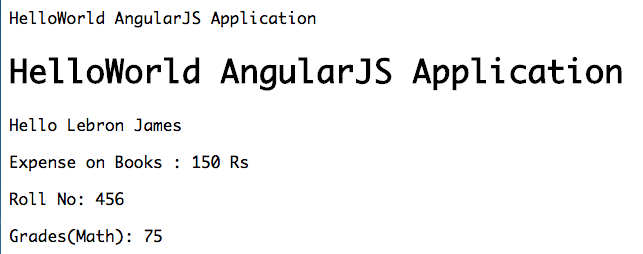 HelloWorld AngularJS Application
HelloWorld AngularJS Application
Hello Lebron James
Expense on Books : 150 Rs
Roll No: 456
Grades(Math): 75